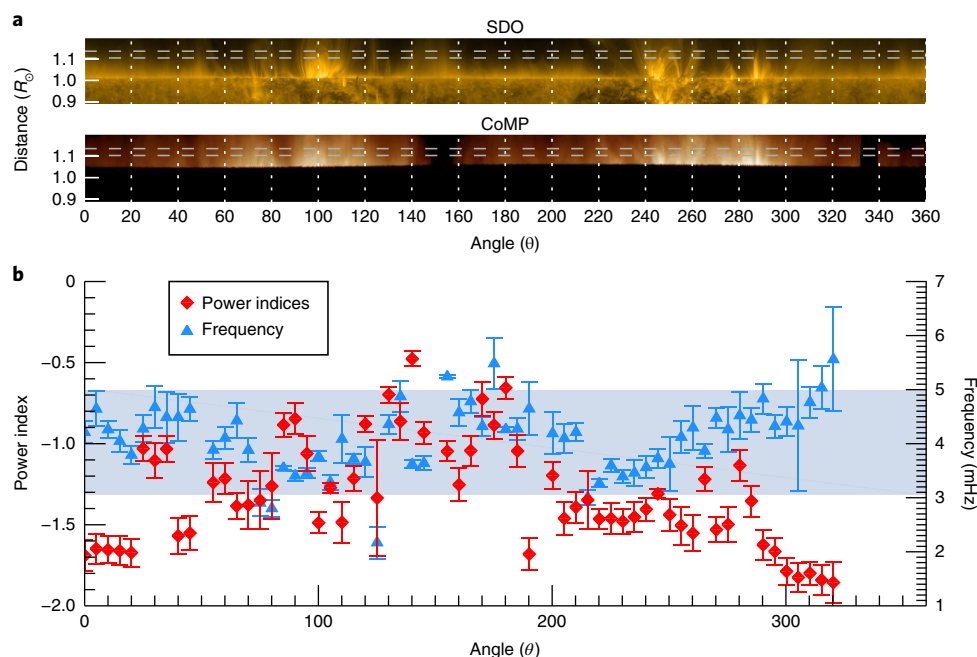 a
SDO
1.1
1.0
0.9
Distance (R⊙)
CoMP
1.1
1.0
0.9
0 20 40 60 80 100 120 140 160 180 200 220 240 260 280 300 320 340 360
Angle (θ)
b
0
−0.5
−1.0
−1.5
−2.0
Power index
Power indices
Frequency
7
6
5
4
3
2
1
Frequency (mHz)
0 100 200 300
Angle (θ)